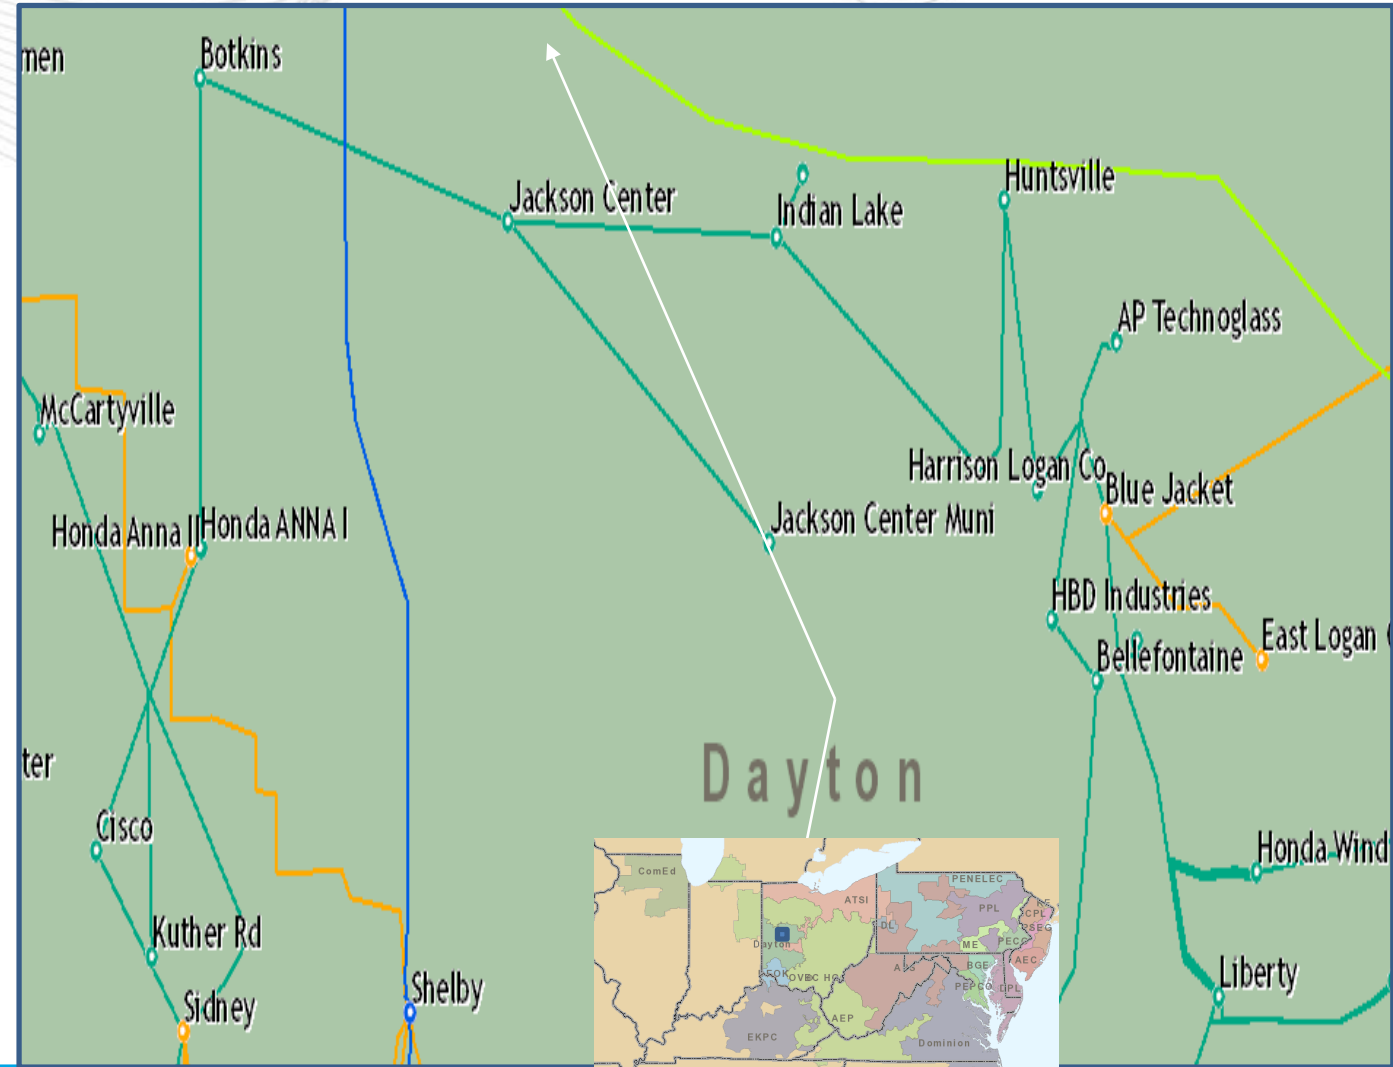 men
Botkins
Jackson Center
Indian Lake
Huntsville
AP Technoglass
McCartyville
Harrison Logan Co
Blue Jacket
Honda Anna II
Honda ANNA I
Jackson Center Muni
HBD Industries
East Logan
Bellefontaine
Dayton
ter
Cisco
Honda Wind
Kuther Rd
Liberty
Shelby
Sidney
ComEd
PENELEC
ATSI
PPL
CPL
PSEG
DL
Dayton
ME
PECO
AEC
BGE
PEPCO
DPL
AEP
EKPC
Dominion